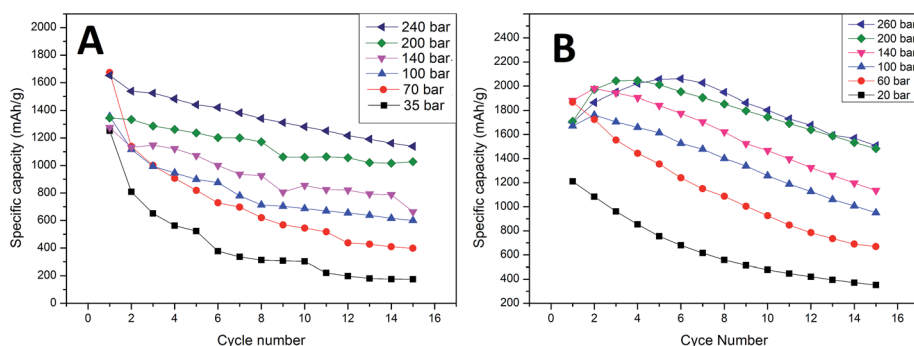 A
240 bar
200 bar
140 bar
100 bar
70 bar
35 bar
Specific capacity (mAh/g)
2000
1800
1600
1400
1200
1000
800
600
400
200
0
0 2 4 6 8 10 12 14 16
Cycle number
B
260 bar
200 bar
140 bar
100 bar
60 bar
20 bar
Specific capacity (mAh/g)
2600
2400
2200
2000
1800
1600
1400
1200
1000
800
600
400
200
0 2 4 6 8 10 12 14 16
Cyce Number